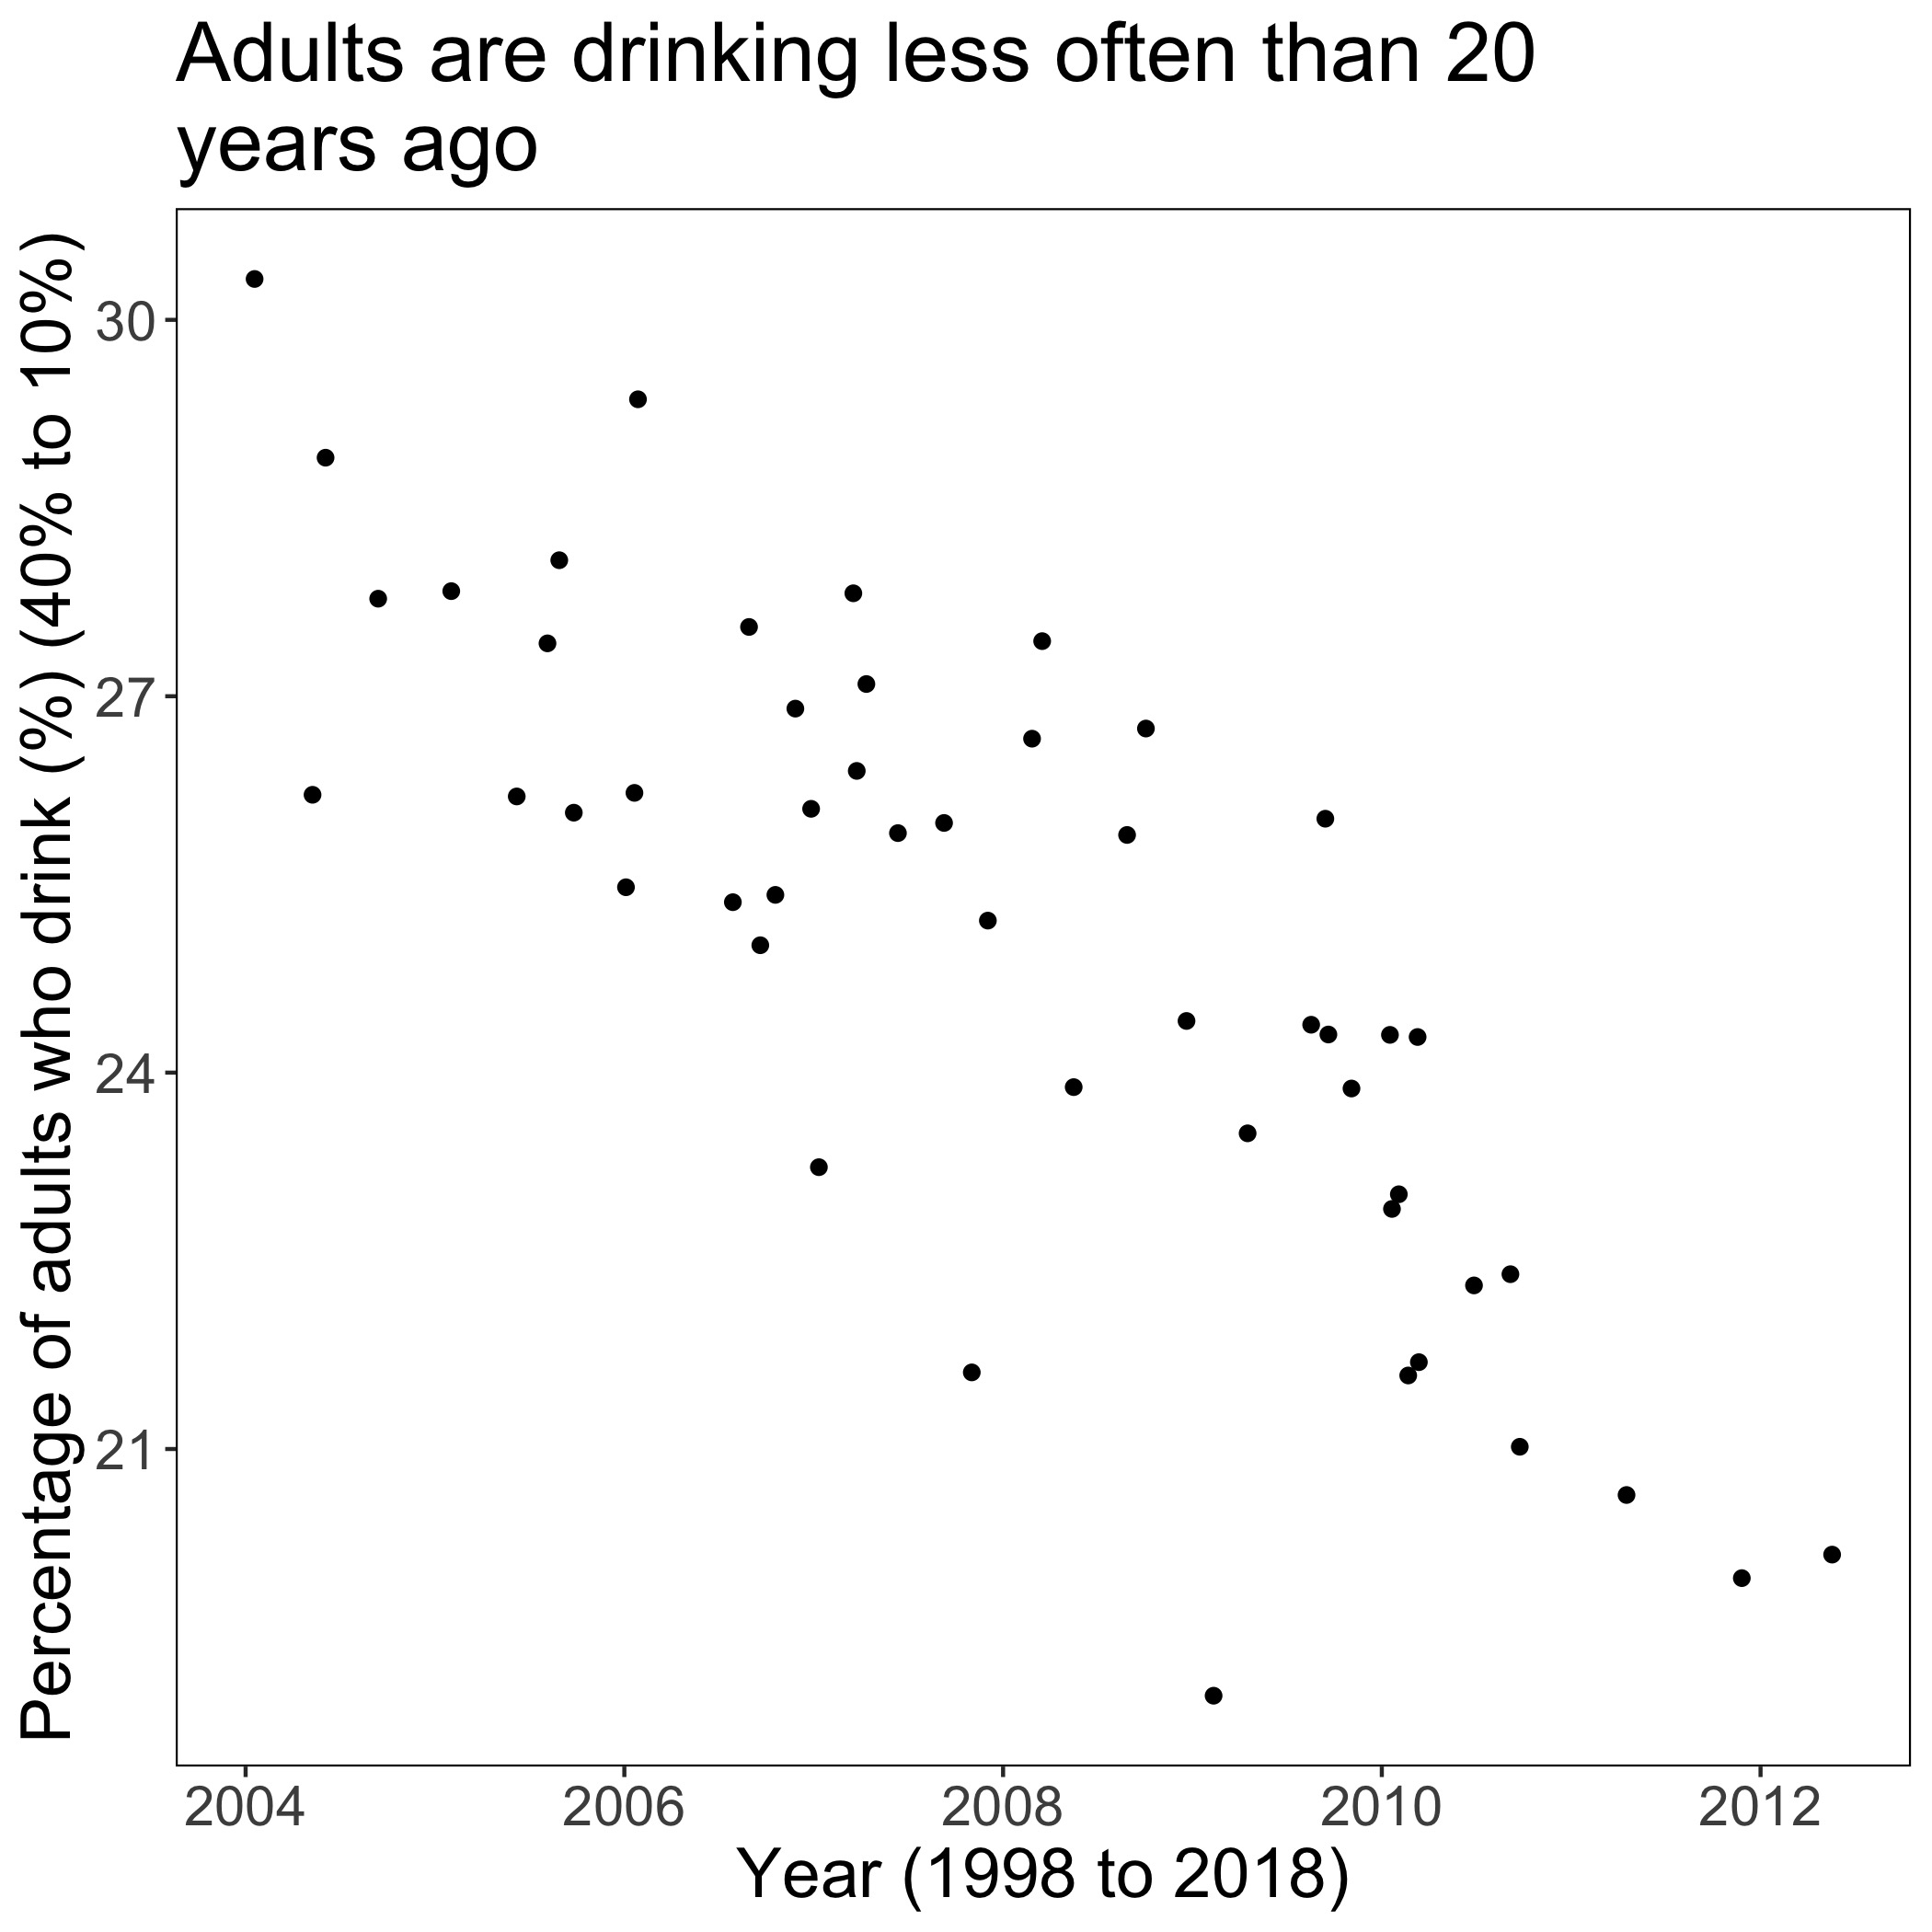 Adults are drinking less often than 20
years ago
Percentage of adults who drink (%) (40% to 10%)
30
27
24
21
2004 2006 2008 2010 2012
Year (1998 to 2018)